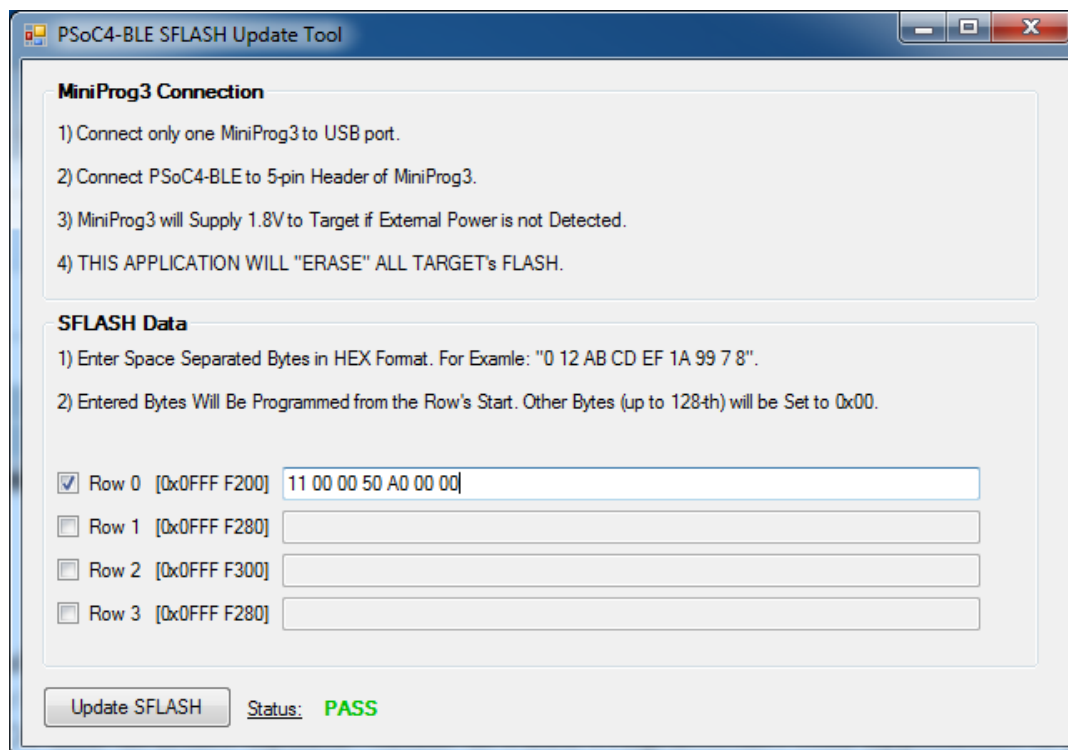 PSoC4-BLE SFLASH Update Tool
MiniProg3 Connection
1) Connect only one MiniProg3 to USB port.
2) Connect PSoC4-BLE to 5-pin Header of MiniProg3.
3) MiniProg3 will Supply 1.8V to Target if External Power is not Detected.
4) THIS APPLICATION WILL "ERASE" ALL TARGET's FLASH.
SFLASH Data
1) Enter Space Separated Bytes in HEX Format. For Examle: "0 12 AB CD EF 1A 99 7 8".
2) Entered Bytes Will Be Programmed from the Row's Start. Other Bytes (up to 128-th) will be Set to 0x00.
Row 0 [0x0FFF F200] 11 00 00 50 A0 00 00
Row 1 [0x0FFF F280]
Row 2 [0x0FFF F300]
Row 3 [0x0FFF F280]
Update SFLASH Status: PASS